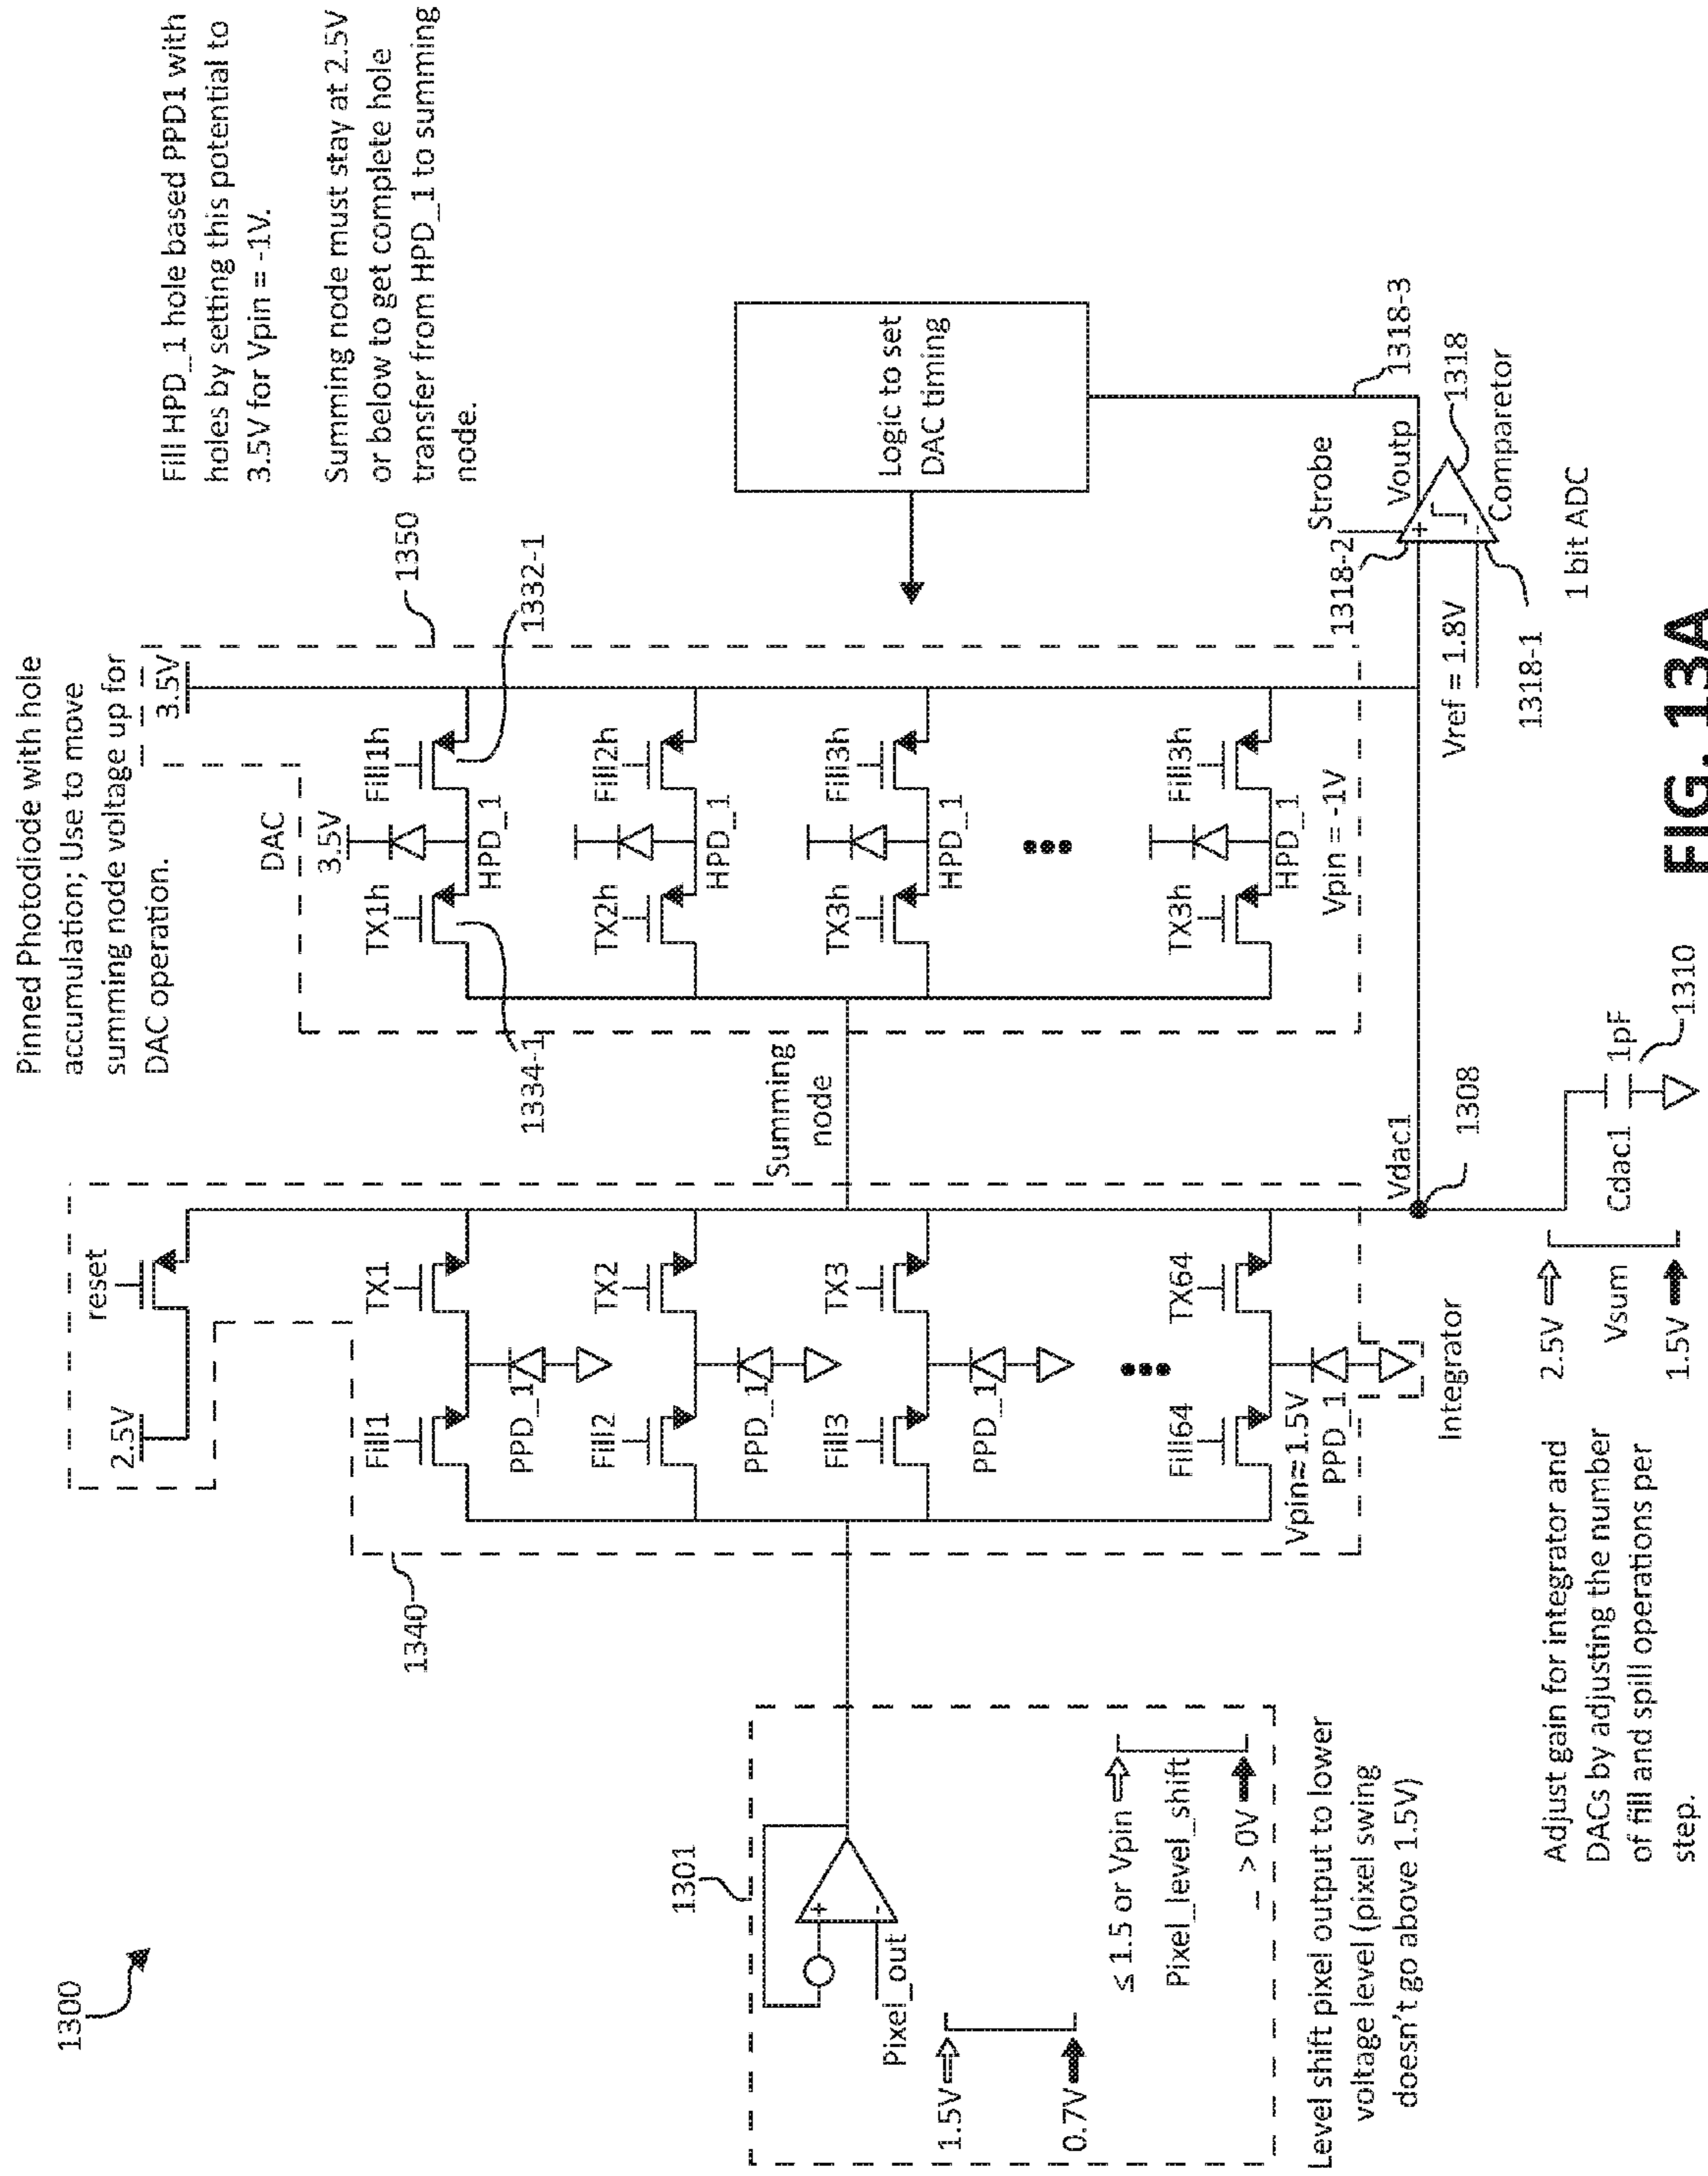 1300
Pinned Photodiode with hole
accumulation; Use to move
summing node voltage up for
DAC operation.
Fill HPD_1 hole based PPD1 with
holes by setting this potential to
3.5V for Vpin = -1V.
Summing node must stay at 2.5V
or below to get complete hole
transfer from HPD_1 to summing
node.
1301
Pixel_out
1.5V
0.7V
≤ 1.5 or Vpin
Pixel_level_shift
_ > 0V
Level shift pixel output to lower
voltage level (pixel swing
doesn't go above 1.5V)
1340
2.5V
reset
Fill1
TX1
PPD_1
Fill2
TX2
PPD_1
Fill3
TX3
PPD_1
Fill64
TX64
Vpin≈1.5V
PPD_1
Integrator
Summing
node
DAC
3.5V
3.5V
1350
TX1h
Fill1h
HPD_1
1334-1
1332-1
TX2h
Fill2h
HPD_1
TX3h
Fill3h
HPD_1
TX3h
Fill3h
HPD_1
Vpin = -1V
Logic to set
DAC timing
Vdac1
1308
1318-2
Strobe
Voutp
1318-3
+
-
1318
Comparetor
Vref = 1.8V
1318-1
1 bit ADC
2.5V
Vsum
1.5V
Cdac1
1pF
1310
Adjust gain for integrator and
DACs by adjusting the number
of fill and spill operations per
step.
FIG. 13A